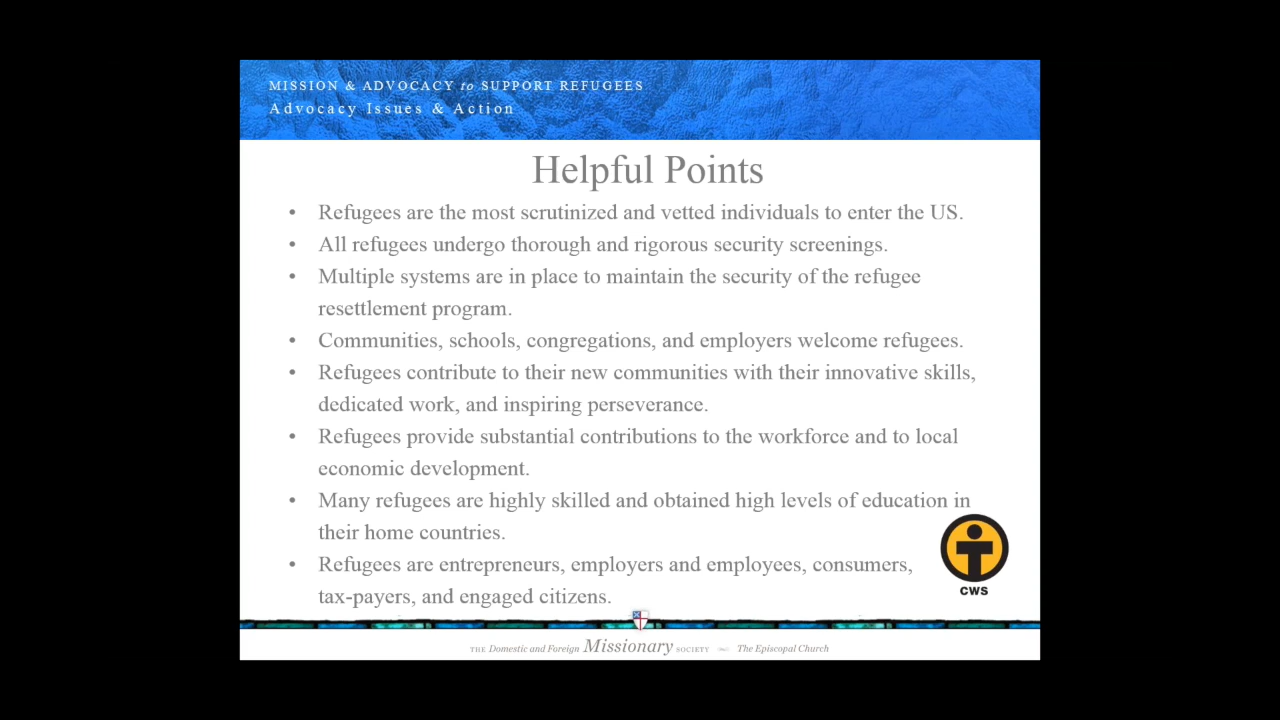 MISSION & ADVOCACY to SUPPORT REFUGEES
Advocacy Issues & Action
Helpful Points
• Refugees are the most scrutinized and vetted individuals to enter the US.
• All refugees undergo thorough and rigorous security screenings.
• Multiple systems are in place to maintain the security of the refugee
resettlement program.
• Communities, schools, congregations, and employers welcome refugees.
• Refugees contribute to their new communities with their innovative skills,
dedicated work, and inspiring perseverance.
• Refugees provide substantial contributions to the workforce and to local
economic development.
• Many refugees are highly skilled and obtained high levels of education in
their home countries.
• Refugees are entrepreneurs, employers and employees, consumers,
tax-payers, and engaged citizens.
CWS
THE Domestic and Foreign Missionary SOCIETY The Episcopal Church